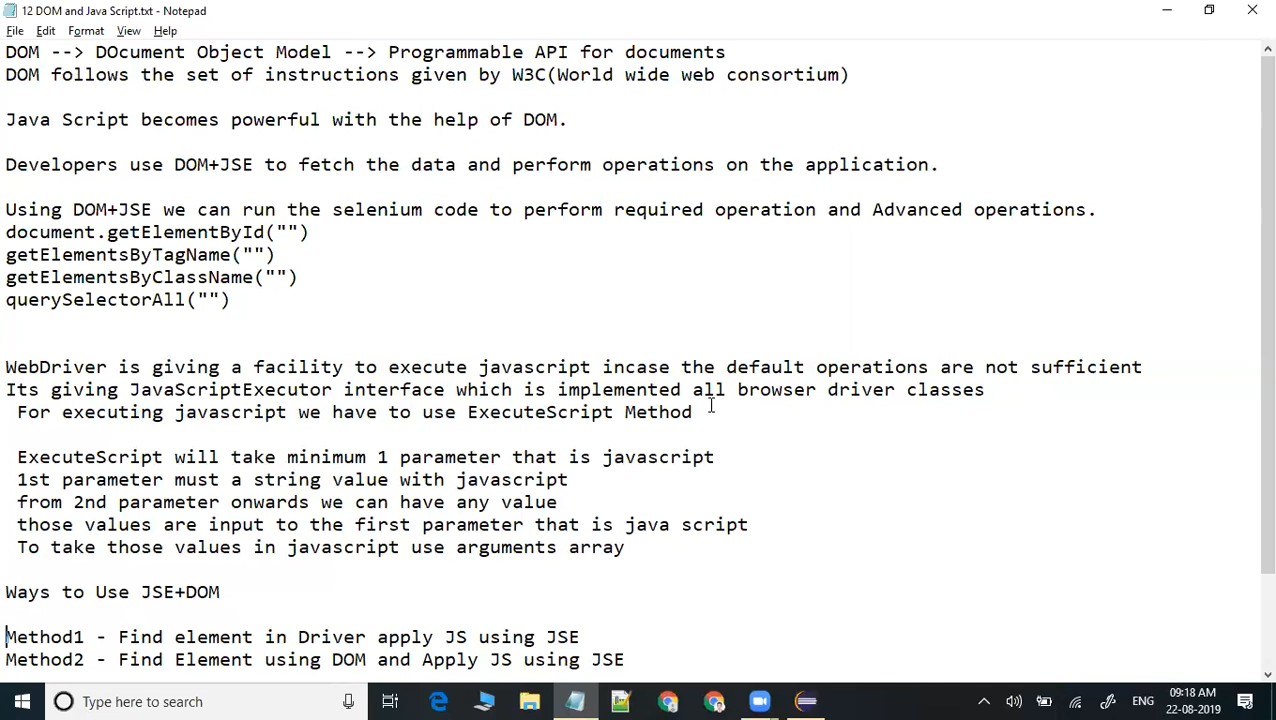 12 DOM and Java Script.txt - Notepad
File Edit Format View Help
DOM --> DOcument Object Model --> Programmable API for documents
DOM follows the set of instructions given by W3C(World wide web consortium)
Java Script becomes powerful with the help of DOM.
Developers use DOM+JSE to fetch the data and perform operations on the application.
Using DOM+JSE we can run the selenium code to perform required operation and Advanced operations.
document.getElementById("")
getElementsByTagName("")
getElementsByClassName("")
querySelectorAll("")
WebDriver is giving a facility to execute javascript incase the default operations are not sufficient
Its giving JavaScriptExecutor interface which is implemented all browser driver classes
For executing javascript we have to use ExecuteScript Method
ExecuteScript will take minimum 1 parameter that is javascript
1st parameter must a string value with javascript
from 2nd parameter onwards we can have any value
those values are input to the first parameter that is java script
To take those values in javascript use arguments array
Ways to Use JSE+DOM
Method1 - Find element in Driver apply JS using JSE
Method2 - Find Element using DOM and Apply JS using JSE
Type here to search
ENG
09:18 AM
22-08-2019